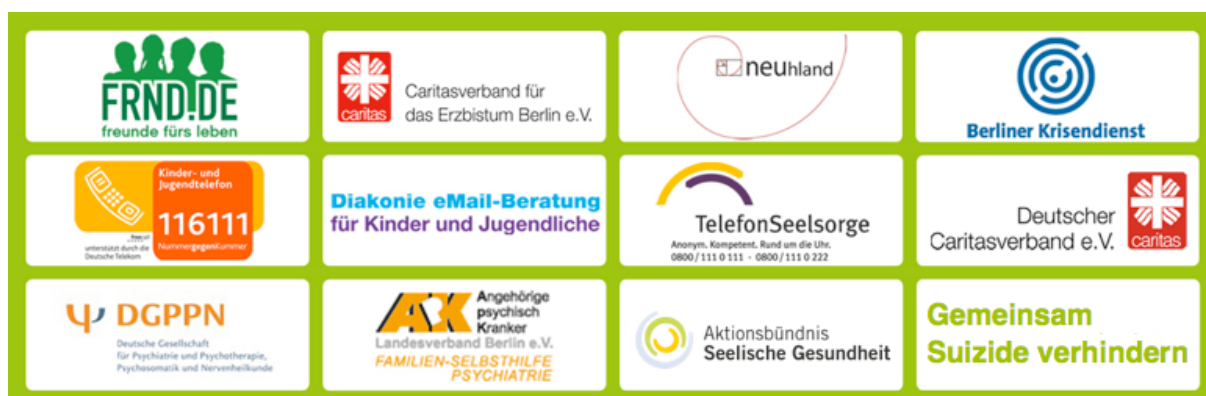 FRND.DE
freunde fürs leben
caritas
Caritasverband für
das Erzbistum Berlin e.V.
neuhland
Berliner Krisendienst
Kinder- und
Jugendtelefon
116111
NummergegenKummer
unterstützt durch die
Deutsche Telekom
Diakonie eMail-Beratung
für Kinder und Jugendliche
TelefonSeelsorge
Anonym. Kompetent. Rund um die Uhr.
0800/111 0 111 - 0800/111 0 222
Deutscher
Caritasverband e.V.
caritas
DGPPN
Deutsche Gesellschaft
für Psychiatrie und Psychotherapie,
Psychosomatik und Nervenheilkunde
Angehörige
psychisch
Kranker
Landesverband Berlin e.V.
FAMILIEN-SELBSTHILFE
PSYCHIATRIE
Aktionsbündnis
Seelische Gesundheit
Gemeinsam
Suizide verhindern